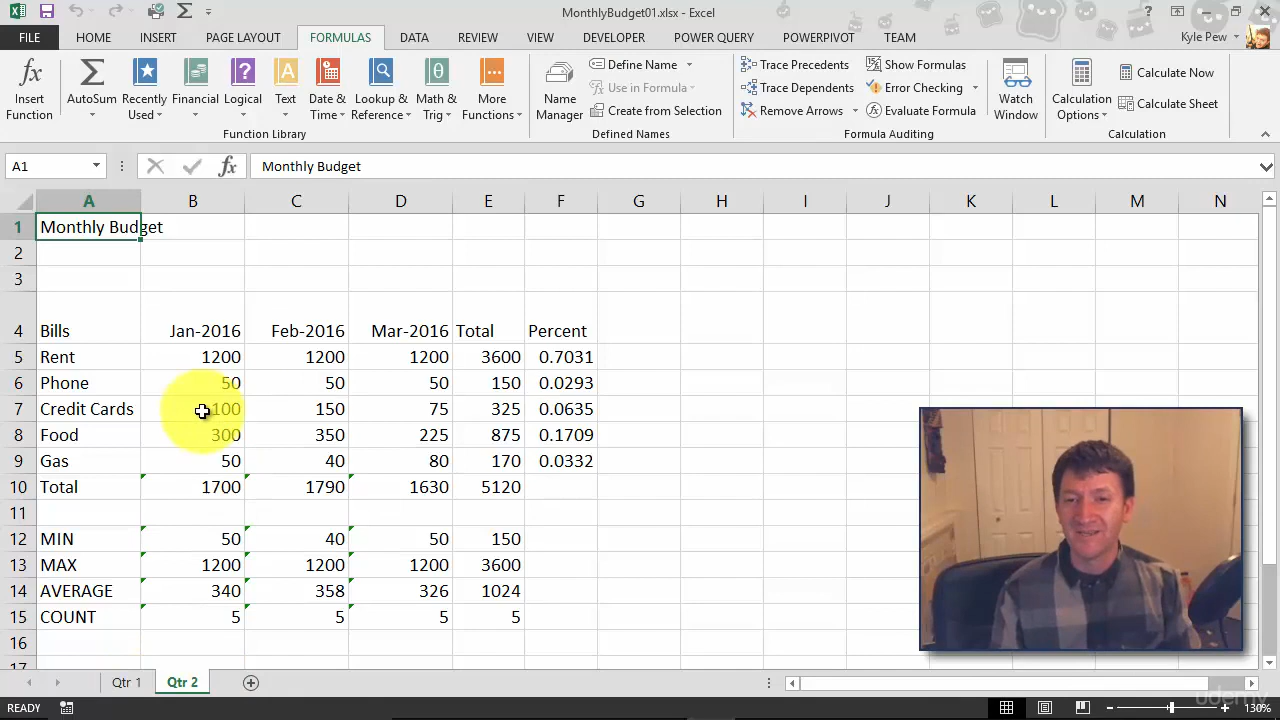 MonthlyBudget01.xlsx - Excel
FILE HOME INSERT PAGE LAYOUT FORMULAS DATA REVIEW VIEW DEVELOPER POWER QUERY POWERPIVOT TEAM Kyle Pew
Insert Function
AutoSum
Recently Used
Financial
Logical
Text
Date & Time
Lookup & Reference
Math & Trig
More Functions
Function Library
Name Manager
Define Name
Use in Formula
Create from Selection
Defined Names
Trace Precedents
Trace Dependents
Remove Arrows
Show Formulas
Error Checking
Evaluate Formula
Formula Auditing
Watch Window
Calculation Options
Calculate Now
Calculate Sheet
Calculation
A1 fx Monthly Budget
A B C D E F G H I J K L M N
1 Monthly Budget
2
3
4 Bills Jan-2016 Feb-2016 Mar-2016 Total Percent
5 Rent 1200 1200 1200 3600 0.7031
6 Phone 50 50 50 150 0.0293
7 Credit Cards 100 150 75 325 0.0635
8 Food 300 350 225 875 0.1709
9 Gas 50 40 80 170 0.0332
10 Total 1700 1790 1630 5120
11
12 MIN 50 40 50 150
13 MAX 1200 1200 1200 3600
14 AVERAGE 340 358 326 1024
15 COUNT 5 5 5 5
16
17
Qtr 1 Qtr 2
READY 130%
udemy